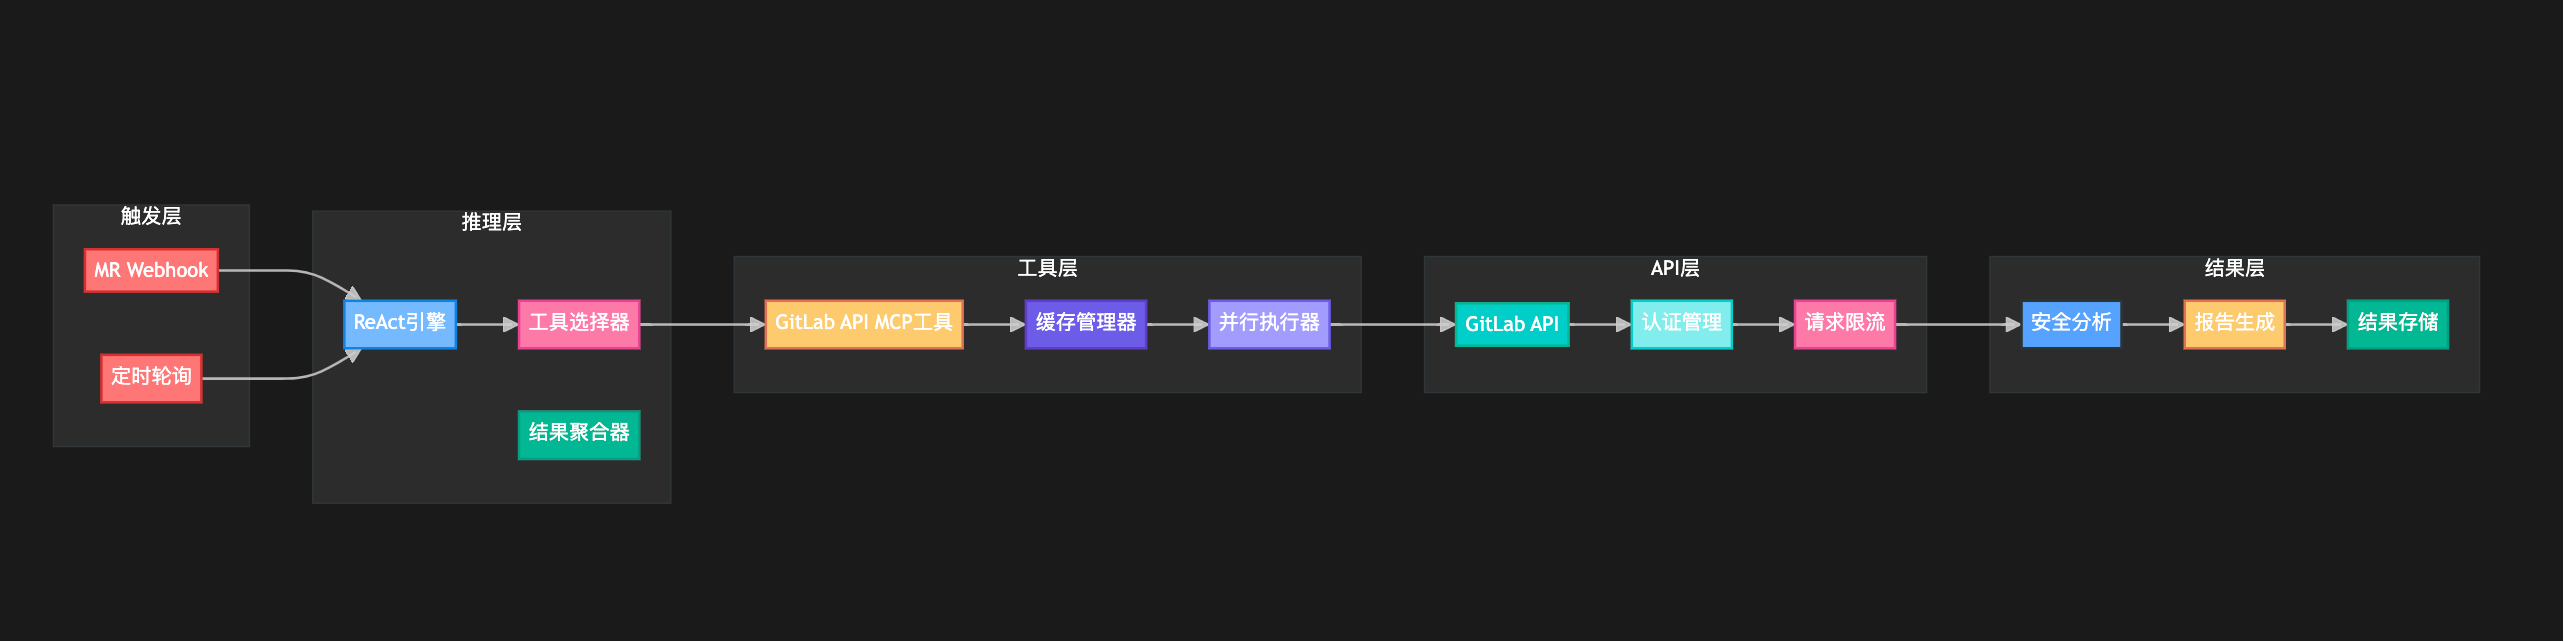 触发层
MR Webhook
定时轮询
推理层
ReAct引擎
工具选择器
结果聚合器
工具层
GitLab API MCP工具
缓存管理器
并行执行器
API层
GitLab API
认证管理
请求限流
结果层
安全分析
报告生成
结果存储